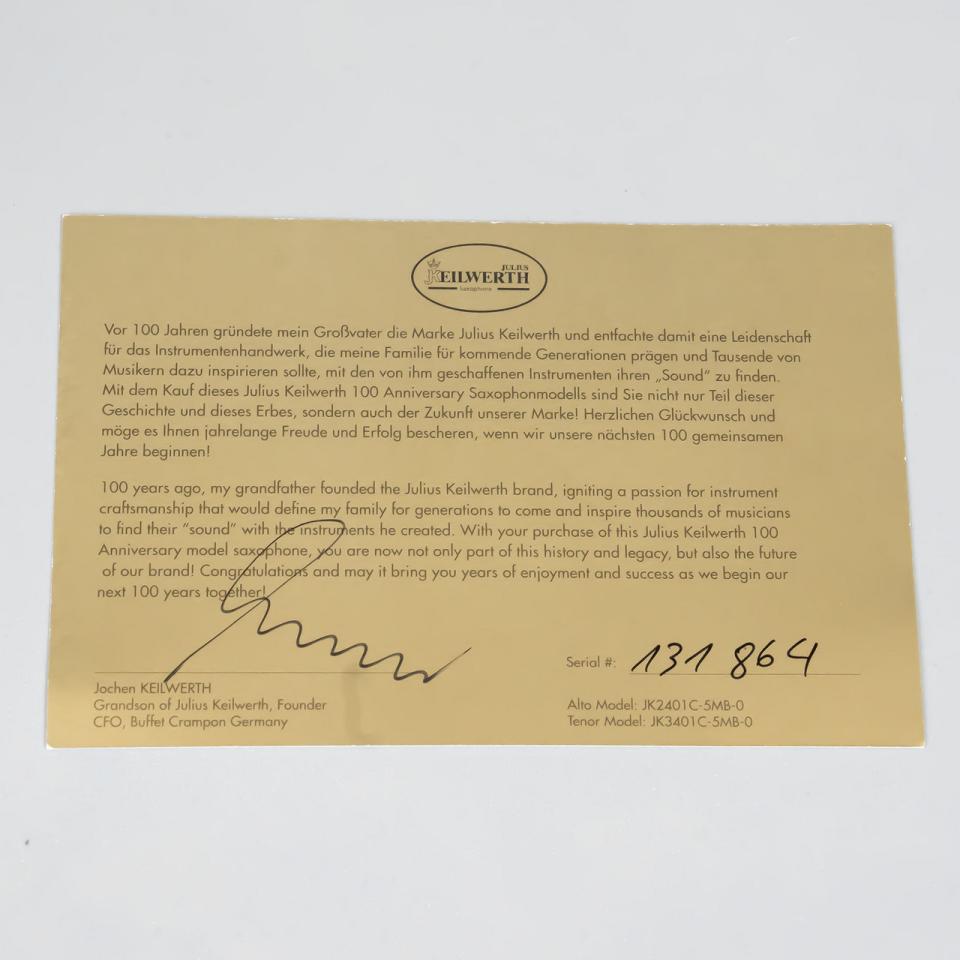 JULIUS
KEILWERTH
saxophone
Vor 100 Jahren gründete mein Großvater die Marke Julius Keilwerth und entfachte damit eine Leidenschaft
für das Instrumentenhandwerk, die meine Familie für kommende Generationen prägen und Tausende von
Musikern dazu inspirieren sollte, mit den von ihm geschaffenen Instrumenten ihren „Sound“ zu finden.
Mit dem Kauf dieses Julius Keilwerth 100 Anniversary Saxophonmodells sind Sie nicht nur Teil dieser
Geschichte und dieses Erbes, sondern auch der Zukunft unserer Marke! Herzlichen Glückwunsch und
möge es Ihnen jahrelange Freude und Erfolg bescheren, wenn wir unsere nächsten 100 gemeinsamen
Jahre beginnen!
100 years ago, my grandfather founded the Julius Keilwerth brand, igniting a passion for instrument
craftsmanship that would define my family for generations to come and inspire thousands of musicians
to find their “sound” with the instruments he created. With your purchase of this Julius Keilwerth 100
Anniversary model saxophone, you are now not only part of this history and legacy, but also the future
of our brand! Congratulations and may it bring you years of enjoyment and success as we begin our
next 100 years together!
Serial #: 131 864
Jochen KEILWERTH
Grandson of Julius Keilwerth, Founder
CFO, Buffet Crampon Germany
Alto Model: JK2401C-5MB-0
Tenor Model: JK3401C-5MB-0